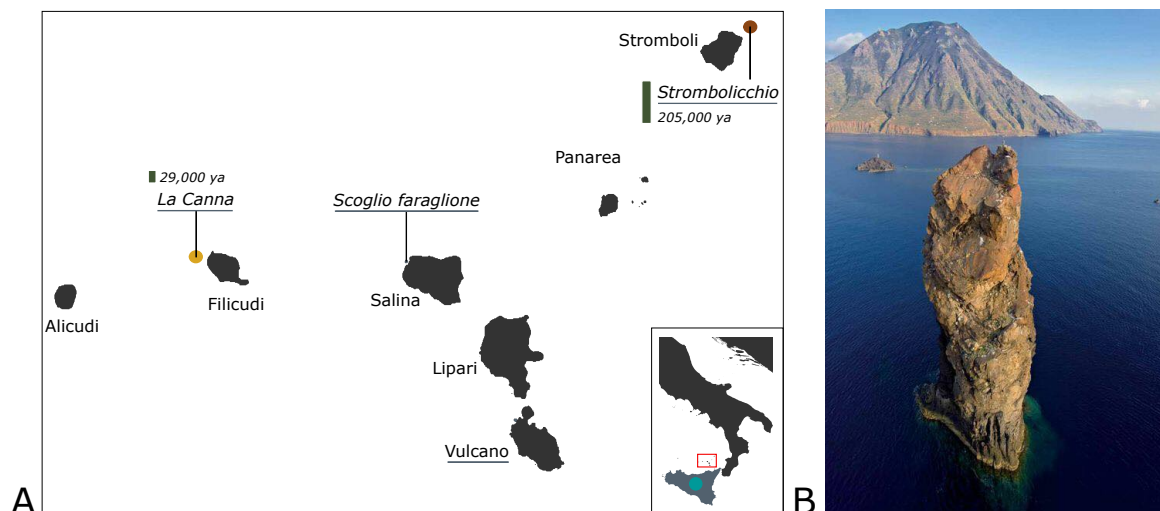 Stromboli
Strombolicchio
205,000 ya
Panarea
29,000 ya
La Canna
Scoglio faraglione
Filicudi
Salina
Alicudi
Lipari
Vulcano
A
B